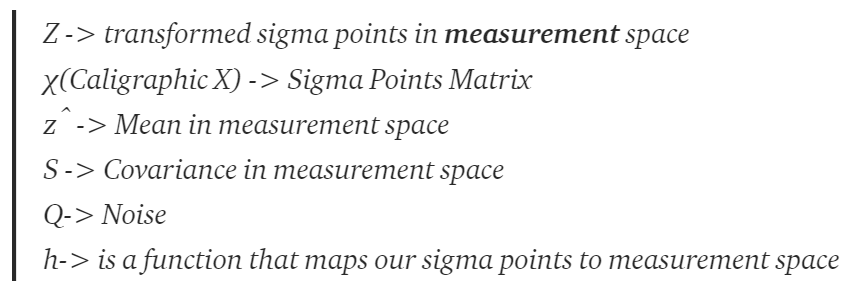 Z -> transformed sigma points in measurement space
χ(Caligraphic X) -> Sigma Points Matrix
z^ -> Mean in measurement space
S -> Covariance in measurement space
Q-> Noise
h-> is a function that maps our sigma points to measurement space